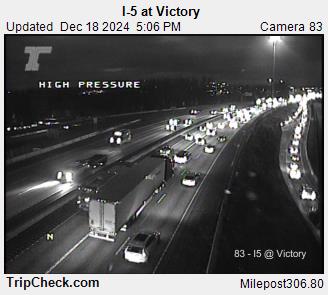 I-5 at Victory
Updated  Dec 18 2024  5:06 PM
Camera 83
T
HIGH PRESSURE
N
83 - I5 @ Victory
TripCheck.com
Milepost306.80